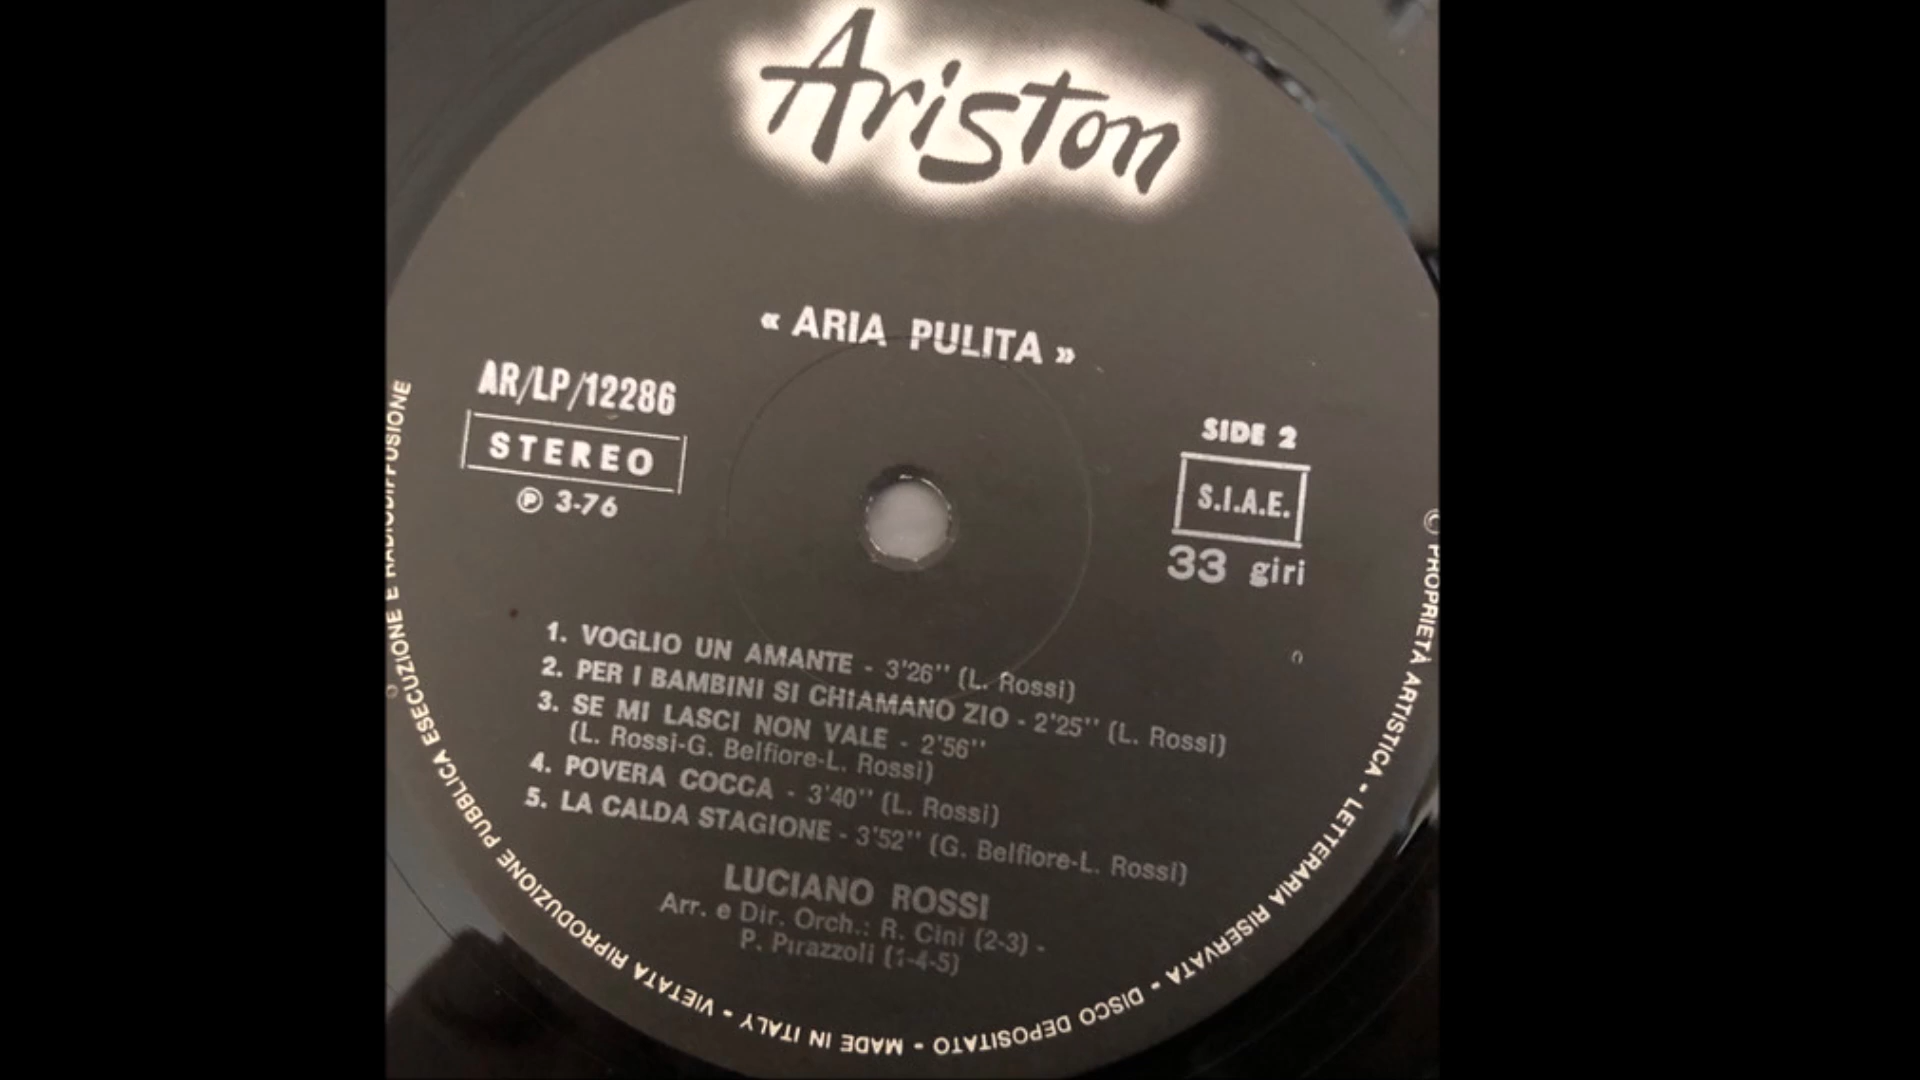 Ariston
« ARIA PULITA »
AR/LP/12286
STEREO
℗ 3-76
SIDE 2
S.I.A.E.
33 giri
1. VOGLIO UN AMANTE - 3'26'' (L. Rossi)
2. PER I BAMBINI SI CHIAMANO ZIO - 2'25'' (L. Rossi)
3. SE MI LASCI NON VALE - 2'56''
(L. Rossi-G. Belfiore-L. Rossi)
4. POVERA COCCA - 3'40'' (L. Rossi)
5. LA CALDA STAGIONE - 3'52'' (G. Belfiore-L. Rossi)
LUCIANO ROSSI
Arr. e Dir. Orch.: R. Cini (2-3) -
P. Pirazzoli (1-4-5)
© PROPRIETÀ ARTISTICA - LETTERARIA RISERVATA - DISCO DEPOSITATO - MADE IN ITALY - VIETATA RIPRODUZIONE PUBBLICA ESECUZIONE E RADIODIFFUSIONE